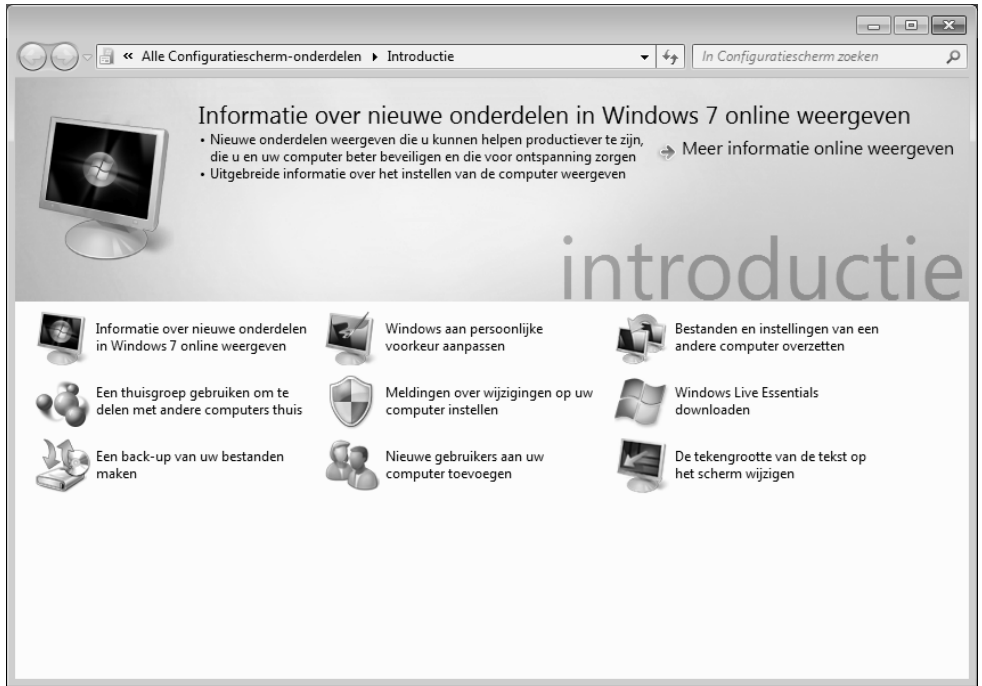 « Alle Configuratiescherm-onderdelen ▸ Introductie
In Configuratiescherm zoeken
Informatie over nieuwe onderdelen in Windows 7 online weergeven
• Nieuwe onderdelen weergeven die u kunnen helpen productiever te zijn,
die u en uw computer beter beveiligen en die voor ontspanning zorgen
• Uitgebreide informatie over het instellen van de computer weergeven
Meer informatie online weergeven
introductie
Informatie over nieuwe onderdelen
in Windows 7 online weergeven
Windows aan persoonlijke
voorkeur aanpassen
Bestanden en instellingen van een
andere computer overzetten
Een thuisgroep gebruiken om te
delen met andere computers thuis
Meldingen over wijzigingen op uw
computer instellen
Windows Live Essentials
downloaden
Een back-up van uw bestanden
maken
Nieuwe gebruikers aan uw
computer toevoegen
De tekengrootte van de tekst op
het scherm wijzigen